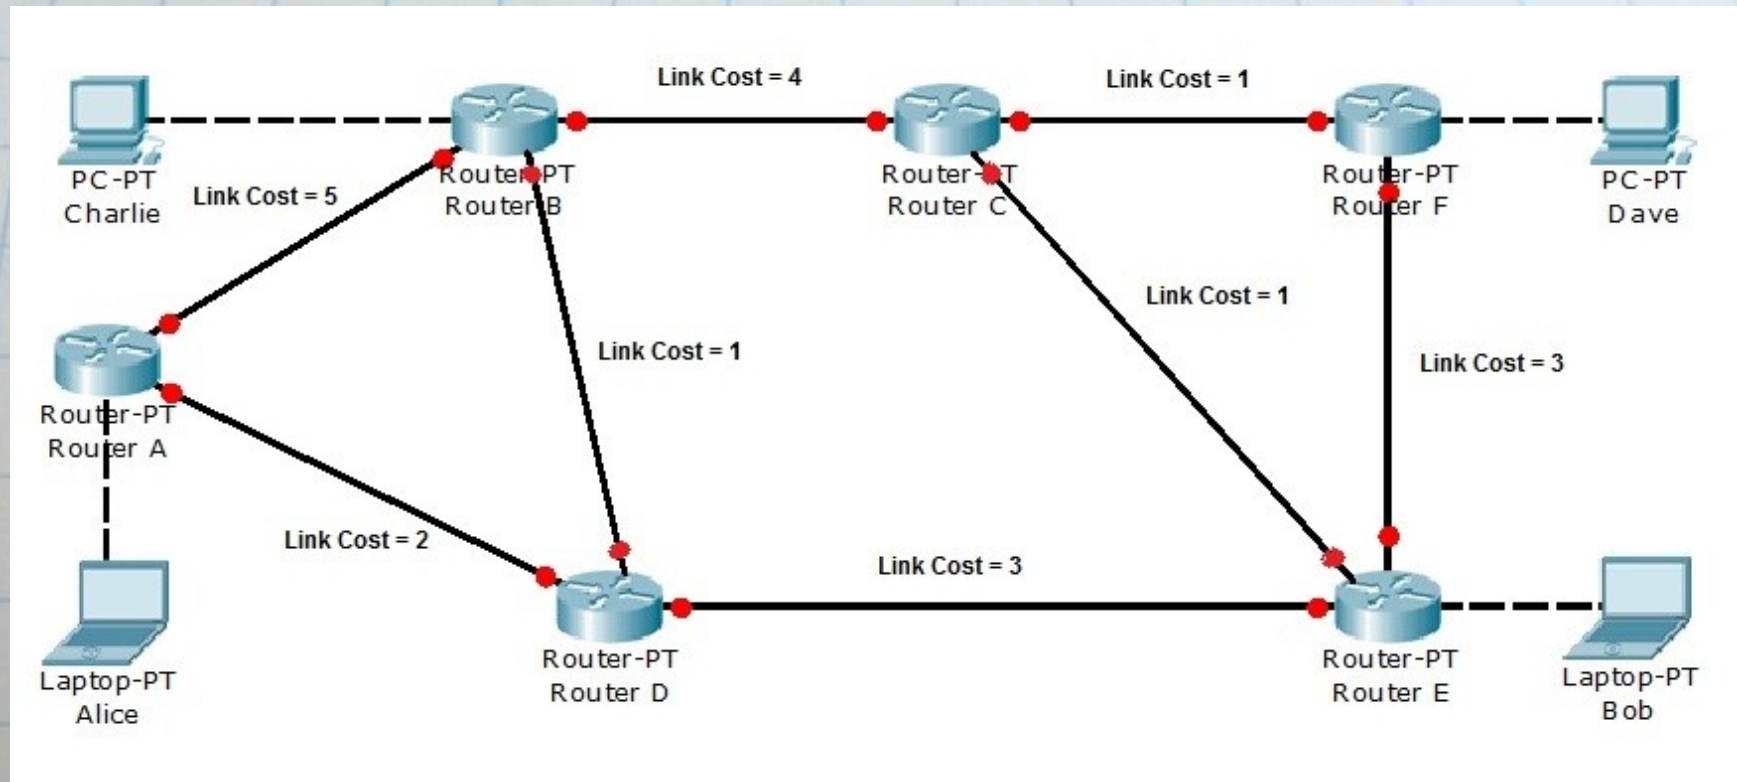 Link Cost = 4
Link Cost = 1
PC-PT
Charlie
Link Cost = 5
Router-PT
Router B
Router-PT
Router C
Router-PT
Router F
PC-PT
Dave
Link Cost = 1
Link Cost = 1
Link Cost = 3
Router-PT
Router A
Link Cost = 2
Link Cost = 3
Laptop-PT
Alice
Router-PT
Router D
Router-PT
Router E
Laptop-PT
Bob